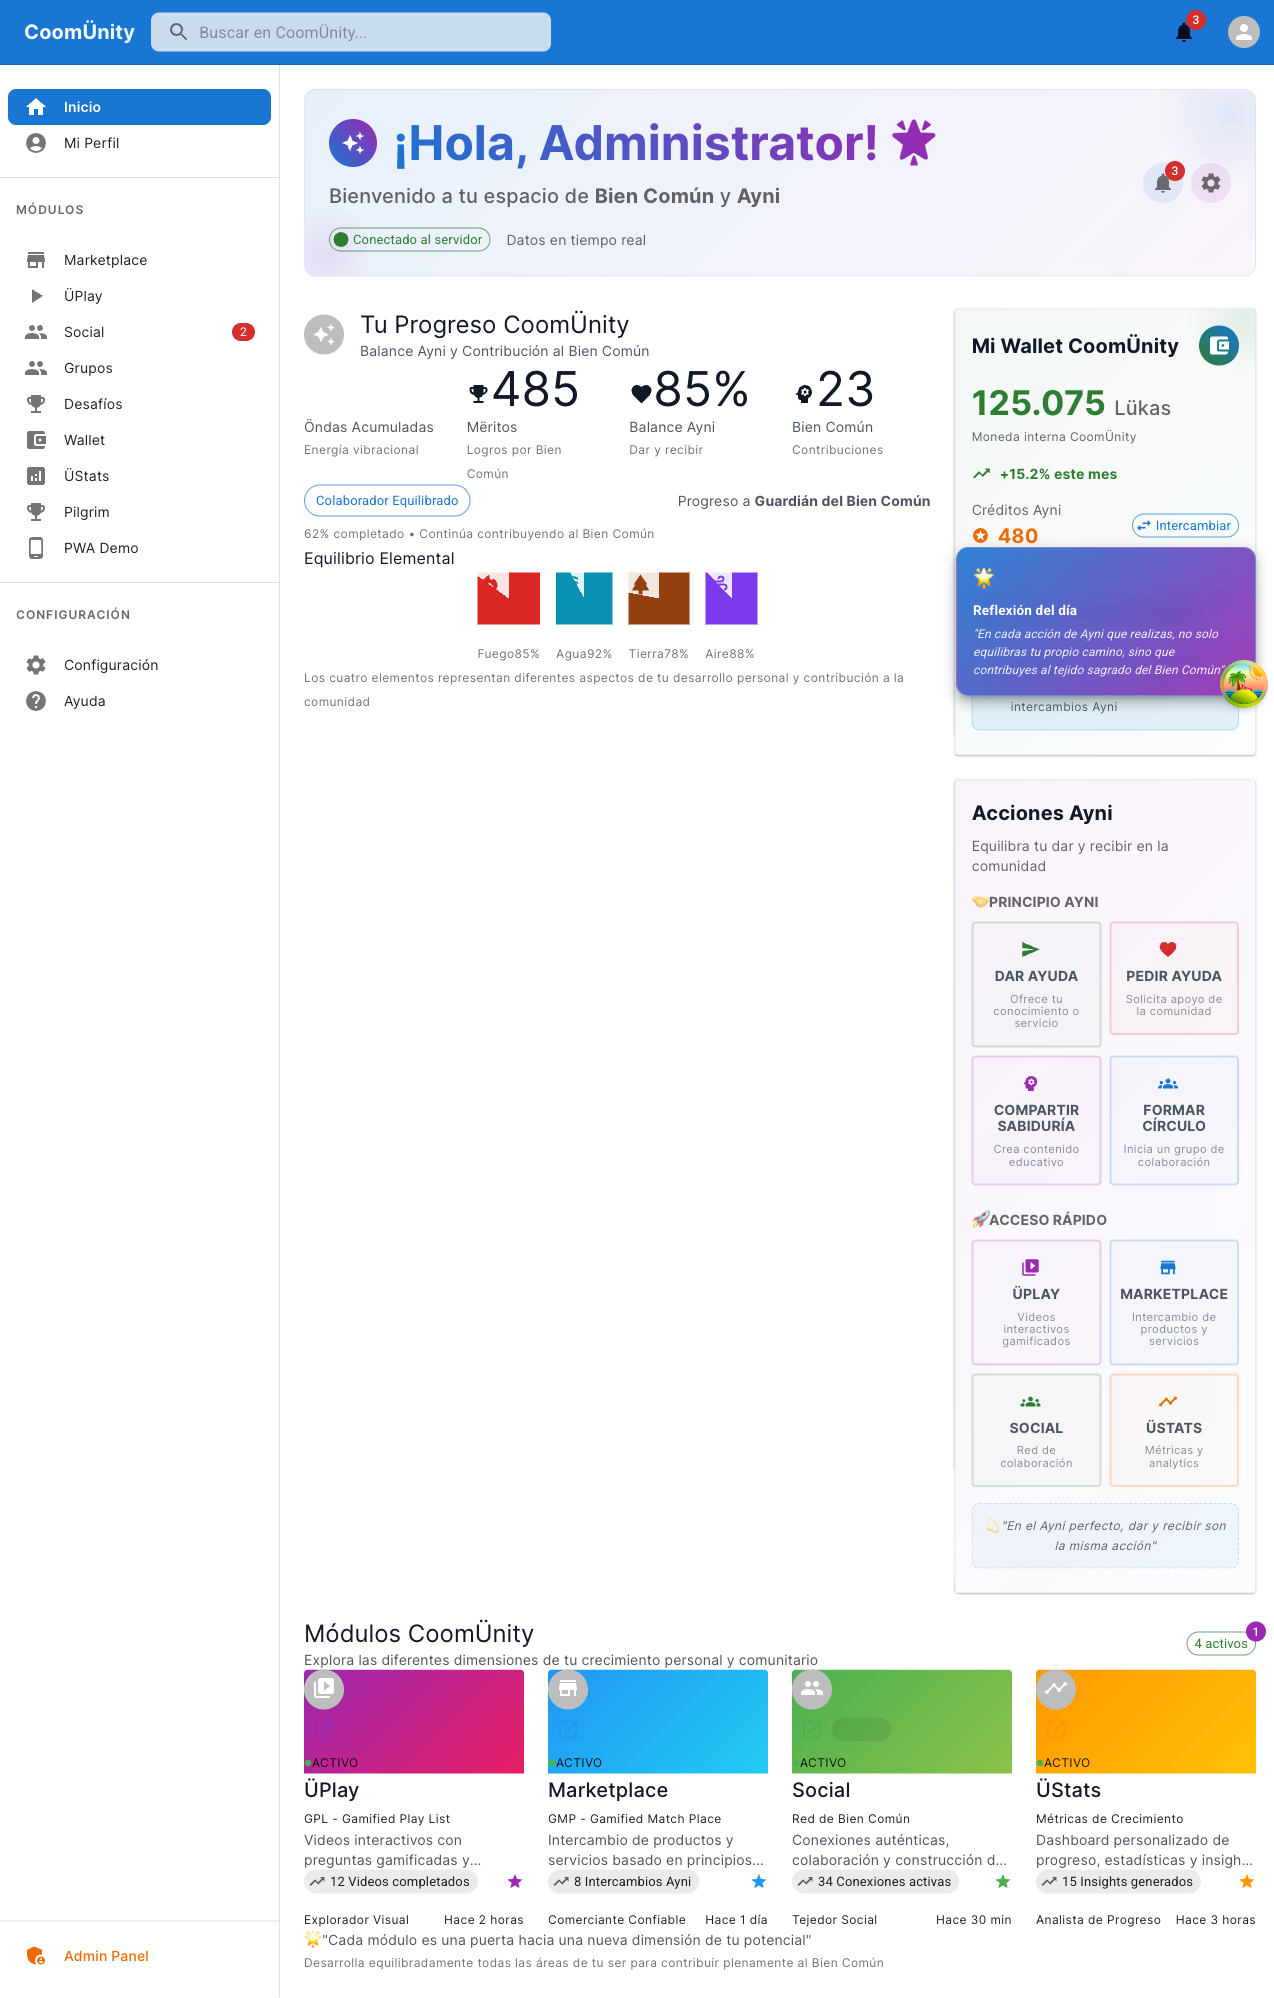 CoomÜnity
Buscar en CoomÜnity...
3
Inicio
Mi Perfil
MÓDULOS
Marketplace
ÜPlay
Social
2
Grupos
Desafíos
Wallet
ÜStats
Pilgrim
PWA Demo
CONFIGURACIÓN
Configuración
Ayuda
Admin Panel
¡Hola, Administrator!
Bienvenido a tu espacio de Bien Común y Ayni
Conectado al servidor
Datos en tiempo real
3
Tu Progreso CoomÜnity
Balance Ayni y Contribución al Bien Común
Öndas Acumuladas
Energía vibracional
485
Mëritos
Logros por Bien
Común
85%
Balance Ayni
Dar y recibir
23
Bien Común
Contribuciones
Colaborador Equilibrado
Progreso a Guardián del Bien Común
62% completado • Continúa contribuyendo al Bien Común
Equilibrio Elemental
Fuego85%
Agua92%
Tierra78%
Aire88%
Los cuatro elementos representan diferentes aspectos de tu desarrollo personal y contribución a la
comunidad
Mi Wallet CoomÜnity
125.075 Lükas
Moneda interna CoomÜnity
+15.2% este mes
Créditos Ayni
480
Intercambiar
Reflexión del día
"En cada acción de Ayni que realizas, no solo
equilibras tu propio camino, sino que
contribuyes al tejido sagrado del Bien Común"
intercambios Ayni
Acciones Ayni
Equilibra tu dar y recibir en la
comunidad
PRINCIPIO AYNI
DAR AYUDA
Ofrece tu
conocimiento o
servicio
PEDIR AYUDA
Solicita apoyo de
la comunidad
COMPARTIR
SABIDURÍA
Crea contenido
educativo
FORMAR
CÍRCULO
Inicia un grupo de
colaboración
ACCESO RÁPIDO
ÜPLAY
Videos
interactivos
gamificados
MARKETPLACE
Intercambio de
productos y
servicios
SOCIAL
Red de
colaboración
ÜSTATS
Métricas y
analytics
"En el Ayni perfecto, dar y recibir son
la misma acción"
Módulos CoomÜnity
Explora las diferentes dimensiones de tu crecimiento personal y comunitario
4 activos
1
ACTIVO
ÜPlay
GPL - Gamified Play List
Videos interactivos con
preguntas gamificadas y...
12 Videos completados
Explorador Visual
Hace 2 horas
ACTIVO
Marketplace
GMP - Gamified Match Place
Intercambio de productos y
servicios basado en principios...
8 Intercambios Ayni
Comerciante Confiable
Hace 1 día
ACTIVO
Social
Red de Bien Común
Conexiones auténticas,
colaboración y construcción d...
34 Conexiones activas
Tejedor Social
Hace 30 min
ACTIVO
ÜStats
Métricas de Crecimiento
Dashboard personalizado de
progreso, estadísticas y insigh...
15 Insights generados
Analista de Progreso
Hace 3 horas
"Cada módulo es una puerta hacia una nueva dimensión de tu potencial"
Desarrolla equilibradamente todas las áreas de tu ser para contribuir plenamente al Bien Común